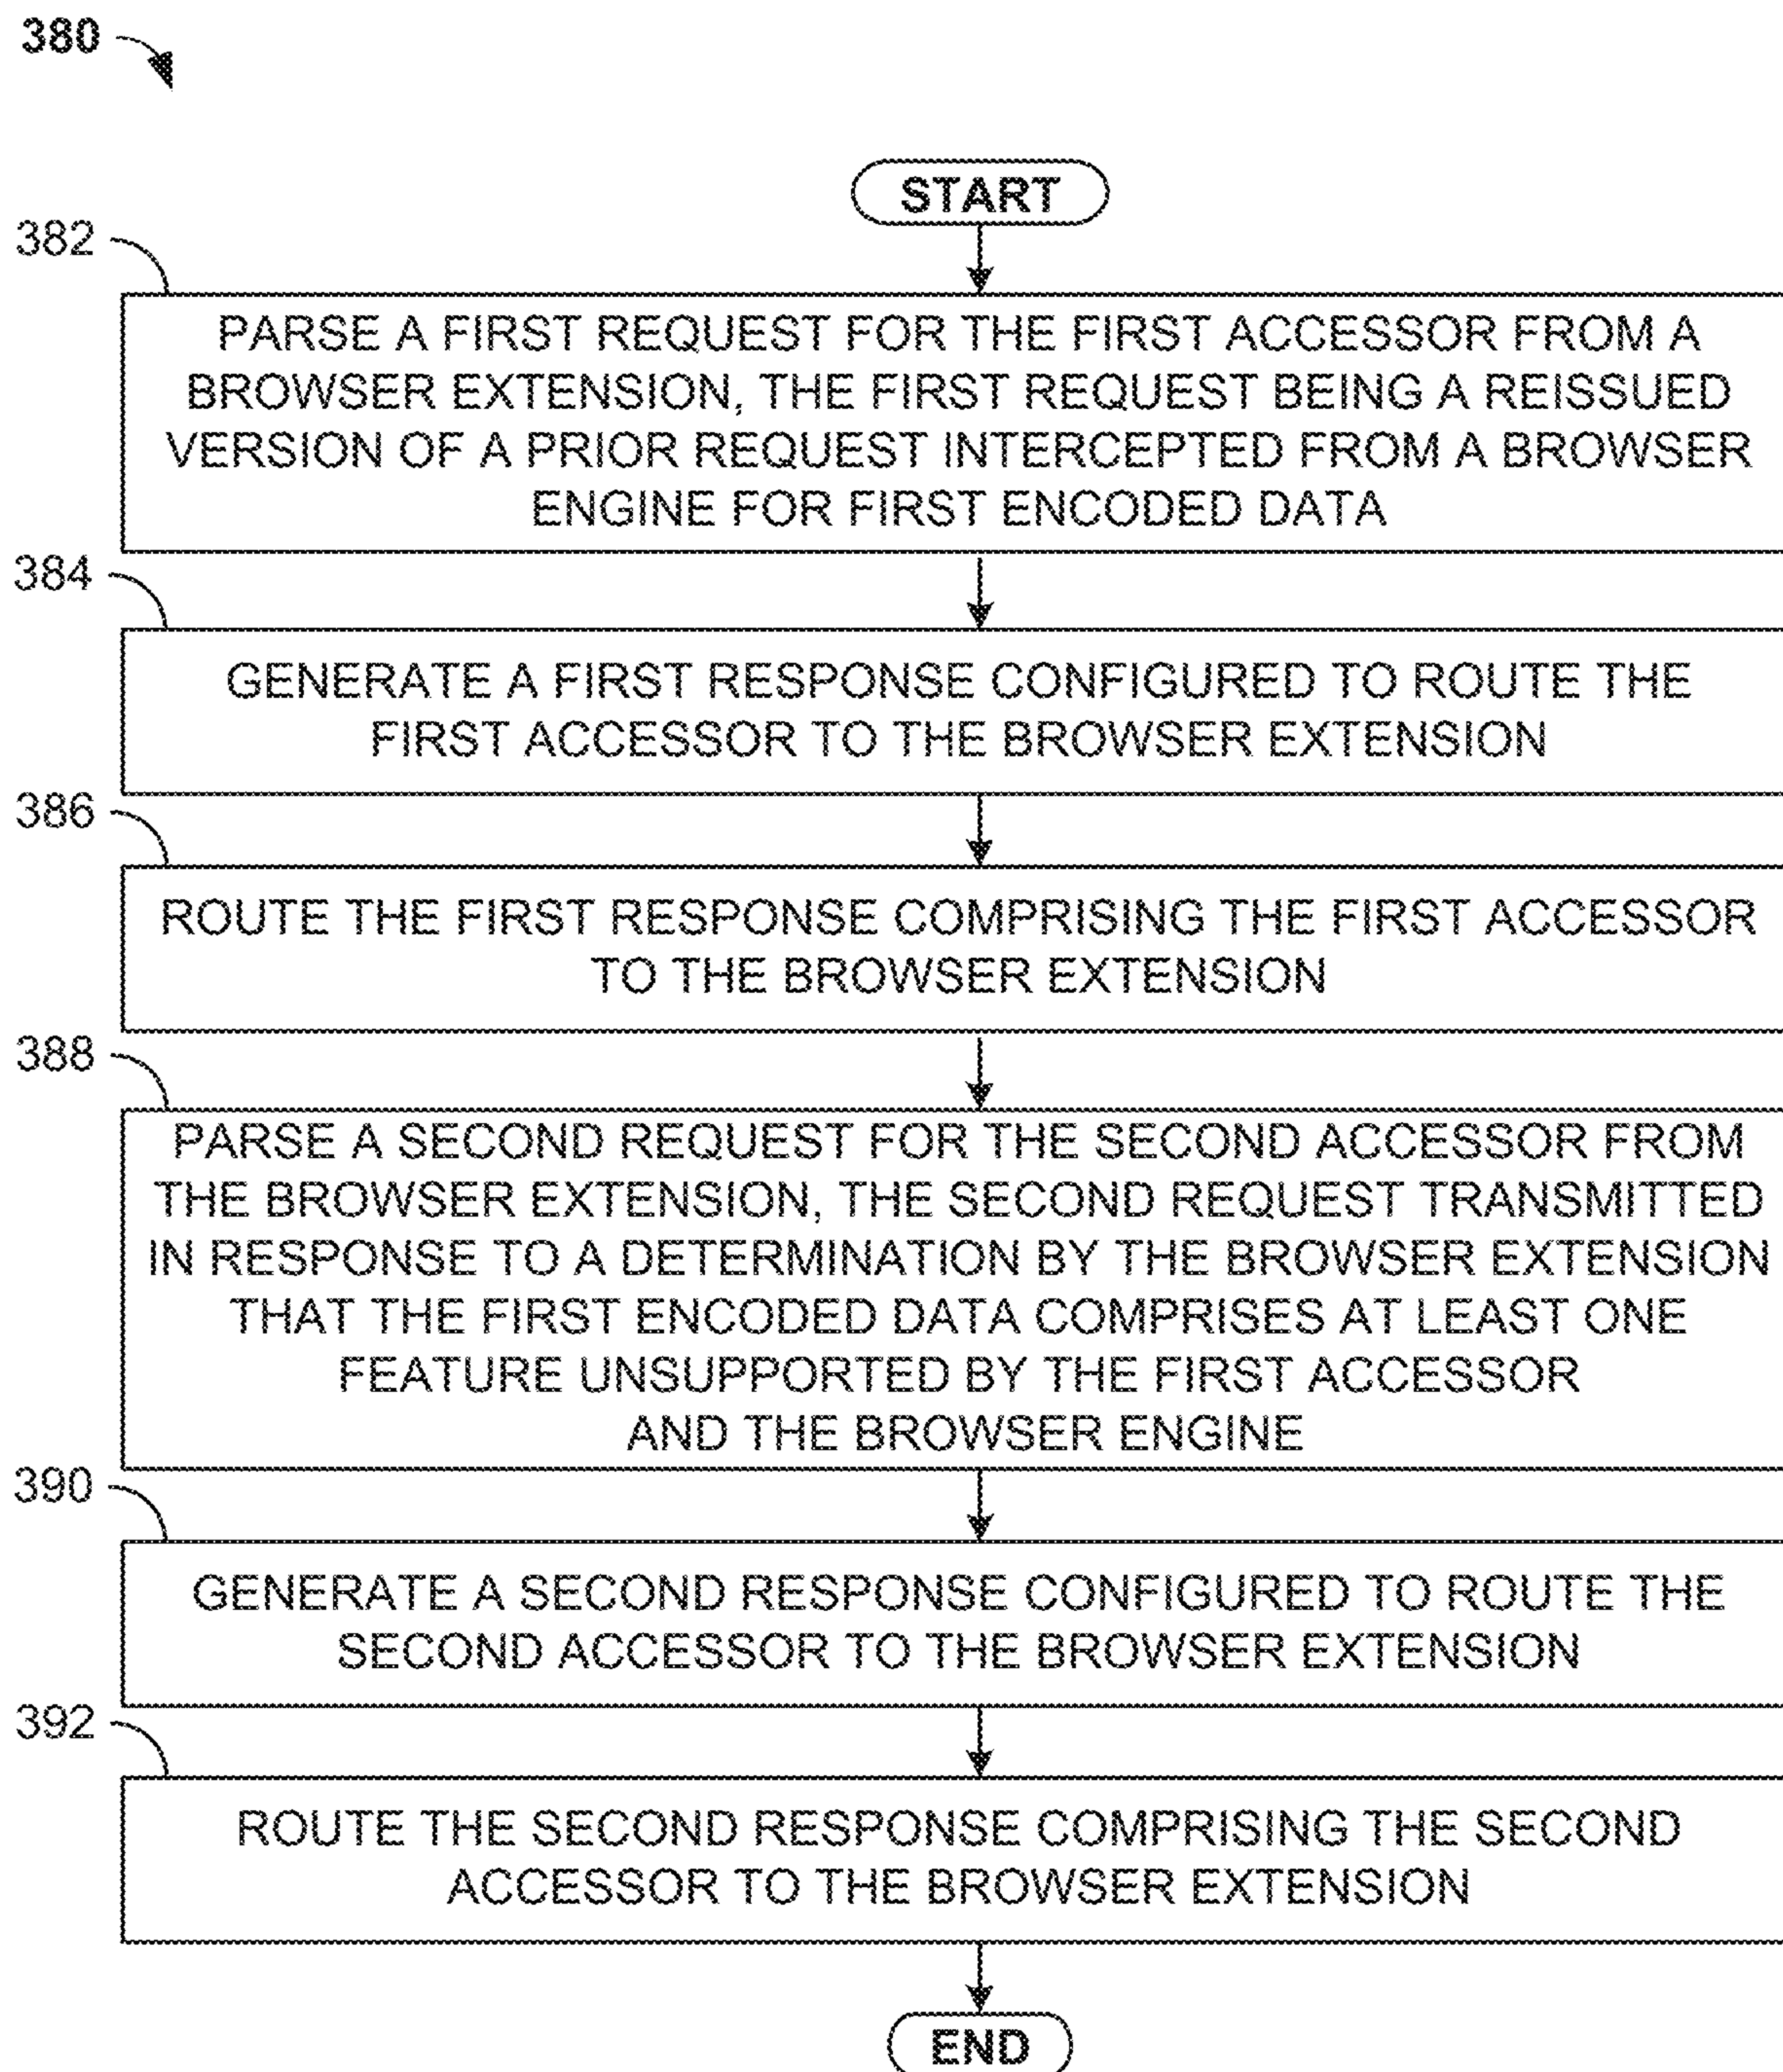 380
START
382
PARSE A FIRST REQUEST FOR THE FIRST ACCESSOR FROM A
BROWSER EXTENSION, THE FIRST REQUEST BEING A REISSUED
VERSION OF A PRIOR REQUEST INTERCEPTED FROM A BROWSER
ENGINE FOR FIRST ENCODED DATA
384
GENERATE A FIRST RESPONSE CONFIGURED TO ROUTE THE
FIRST ACCESSOR TO THE BROWSER EXTENSION
386
ROUTE THE FIRST RESPONSE COMPRISING THE FIRST ACCESSOR
TO THE BROWSER EXTENSION
388
PARSE A SECOND REQUEST FOR THE SECOND ACCESSOR FROM
THE BROWSER EXTENSION, THE SECOND REQUEST TRANSMITTED
IN RESPONSE TO A DETERMINATION BY THE BROWSER EXTENSION
THAT THE FIRST ENCODED DATA COMPRISES AT LEAST ONE
FEATURE UNSUPPORTED BY THE FIRST ACCESSOR
AND THE BROWSER ENGINE
390
GENERATE A SECOND RESPONSE CONFIGURED TO ROUTE THE
SECOND ACCESSOR TO THE BROWSER EXTENSION
392
ROUTE THE SECOND RESPONSE COMPRISING THE SECOND
ACCESSOR TO THE BROWSER EXTENSION
END